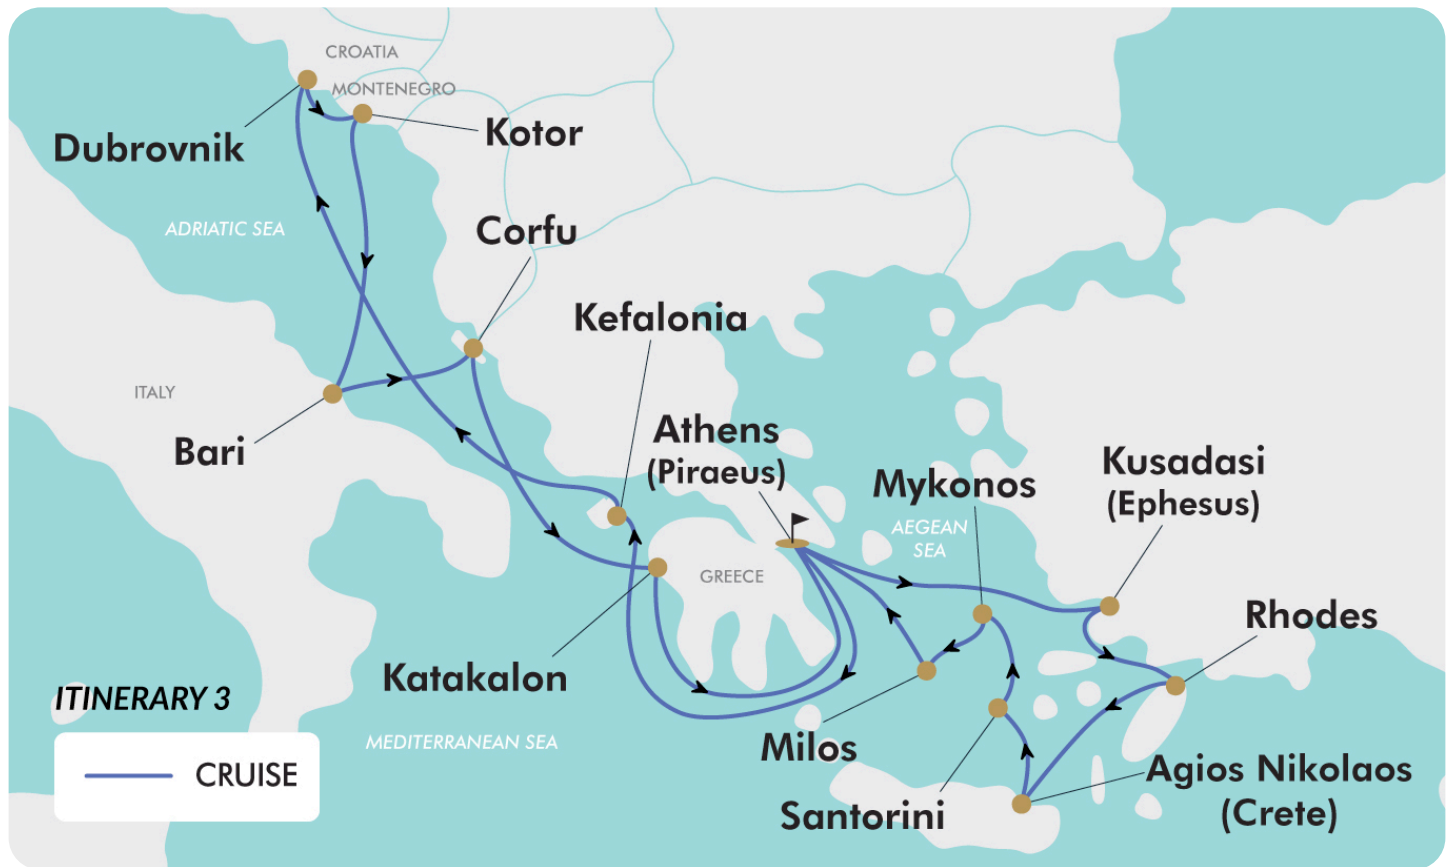 CROATIA
MONTENEGRO
Dubrovnik
Kotor
ADRIATIC SEA
Corfu
Kefalonia
ITALY
Bari
Athens
(Piraeus)
Mykonos
Kusadasi
(Ephesus)
AEGEAN
SEA
GREECE
Rhodes
Katakalon
ITINERARY 3
MEDITERRANEAN SEA
Milos
CRUISE
Santorini
Agios Nikolaos
(Crete)